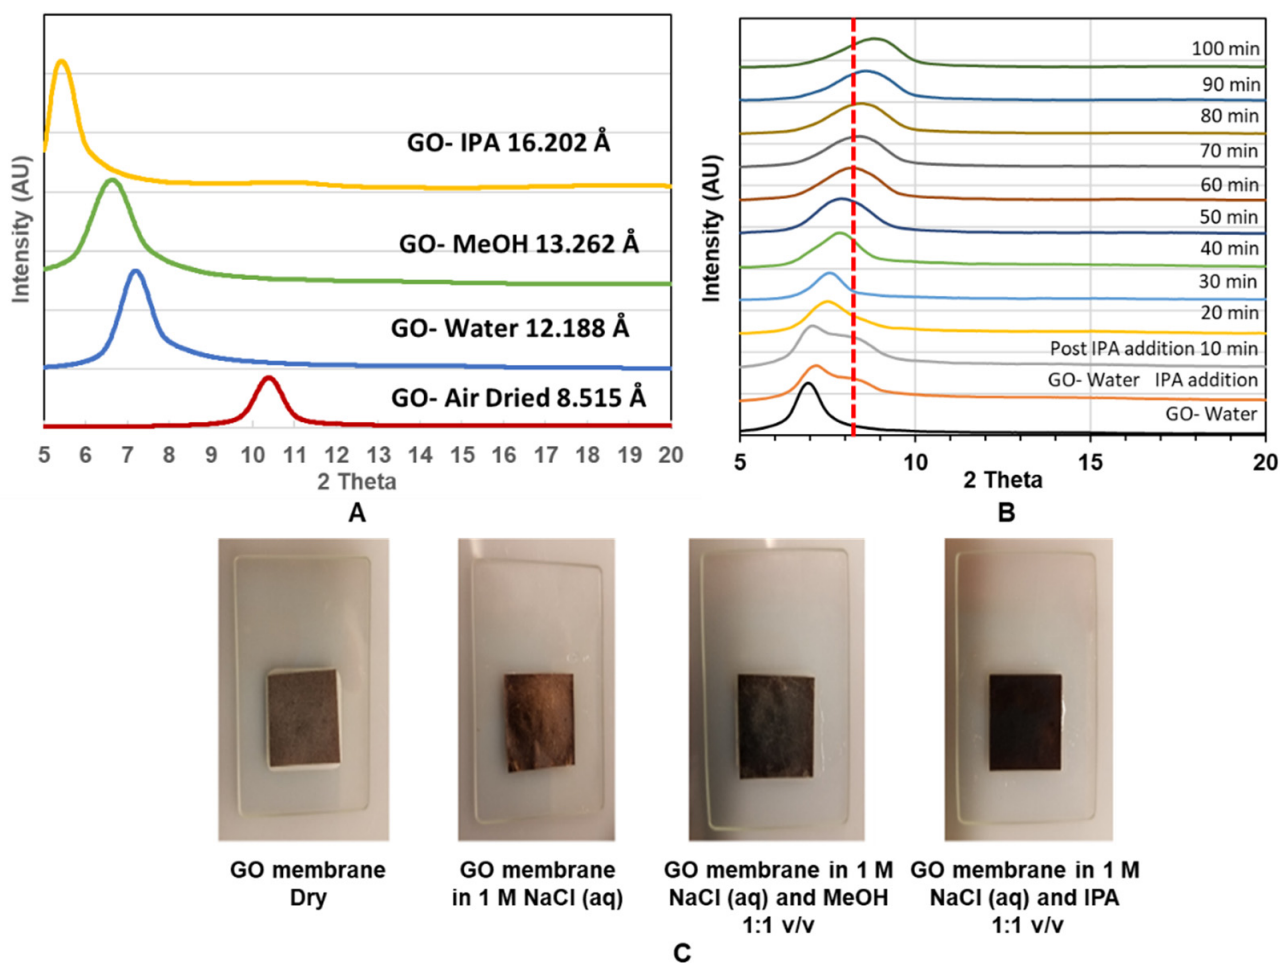 Intensity (AU)
GO- IPA 16.202 Å
GO- MeOH 13.262 Å
GO- Water 12.188 Å
GO- Air Dried 8.515 Å
5 6 7 8 9 10 11 12 13 14 15 16 17 18 19 20
2 Theta
A
Intensity (AU)
100 min
90 min
80 min
70 min
60 min
50 min
40 min
30 min
20 min
Post IPA addition 10 min
GO- Water IPA addition
GO- Water
5 10 15 20
2 Theta
B
GO membrane
Dry
GO membrane
in 1 M NaCl (aq)
GO membrane in 1 M
NaCl (aq) and MeOH
1:1 v/v
GO membrane in 1 M
NaCl (aq) and IPA
1:1 v/v
C